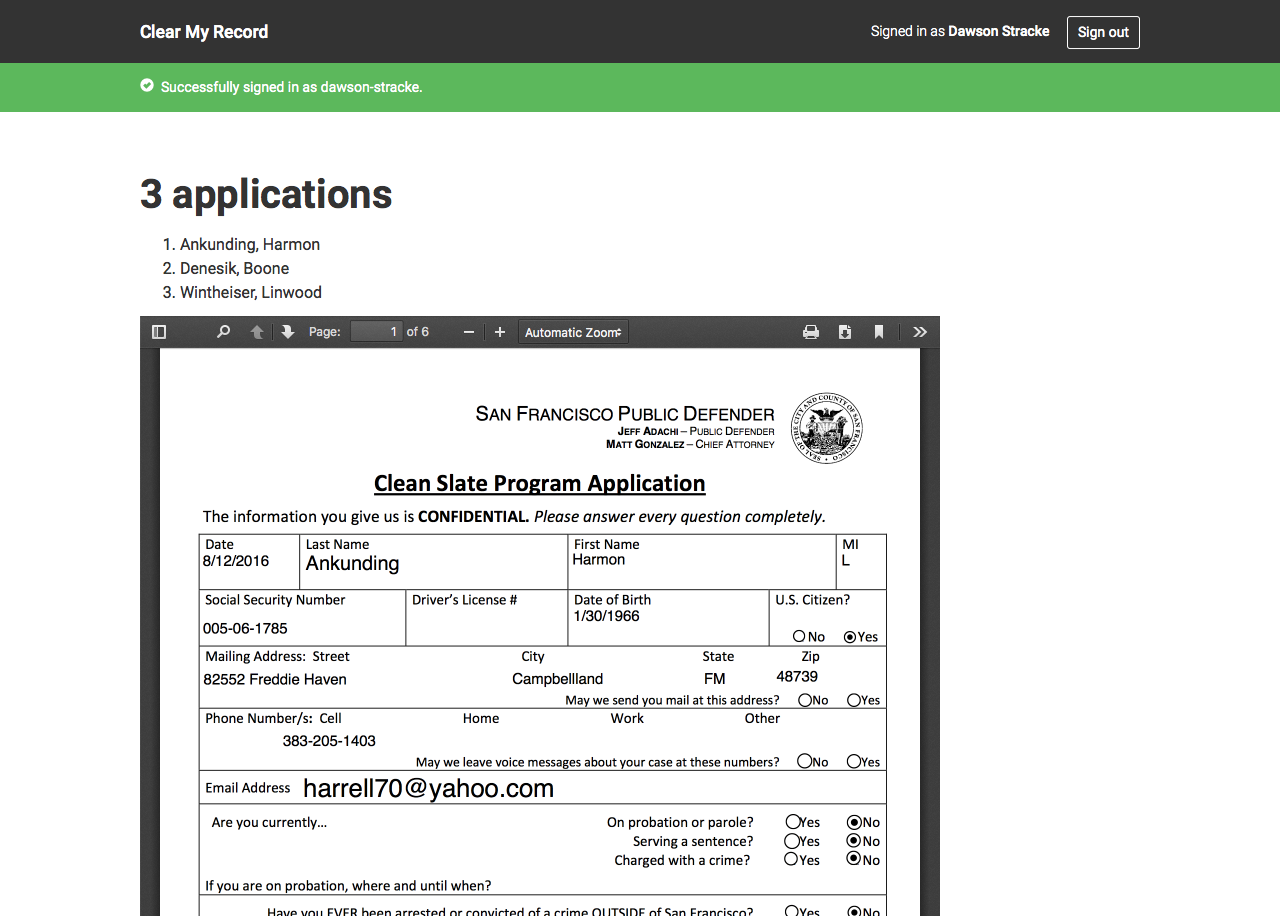 Clear My Record
Signed in as Dawson Stracke Sign out
Successfully signed in as dawson-stracke.
3 applications
1. Ankunding, Harmon
2. Denesik, Boone
3. Wintheiser, Linwood
Page: 1 of 6 Automatic Zoom
SAN FRANCISCO PUBLIC DEFENDER
JEFF ADACHI – PUBLIC DEFENDER
MATT GONZALEZ – CHIEF ATTORNEY
SEAL OF THE CITY AND COUNTY OF SAN FRANCISCO
Clean Slate Program Application
The information you give us is CONFIDENTIAL. Please answer every question completely.
Date Last Name First Name MI
8/12/2016 Ankunding Harmon L
Social Security Number Driver's License # Date of Birth U.S. Citizen?
1/30/1966
005-06-1785 No Yes
Mailing Address: Street City State Zip
82552 Freddie Haven Campbellland FM 48739
May we send you mail at this address? No Yes
Phone Number/s: Cell Home Work Other
383-205-1403
May we leave voice messages about your case at these numbers? No Yes
Email Address harrell70@yahoo.com
Are you currently... On probation or parole? Yes No
Serving a sentence? Yes No
Charged with a crime? Yes No
If you are on probation, where and until when?
Have you EVER been arrested or convicted of a crime OUTSIDE of San Francisco? Yes No